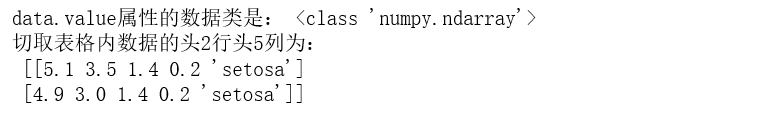 data.value属性的数据类是： <class 'numpy.ndarray'>
切取表格内数据的头2行头5列为：
[[5.1 3.5 1.4 0.2 'setosa']
[4.9 3.0 1.4 0.2 'setosa']]